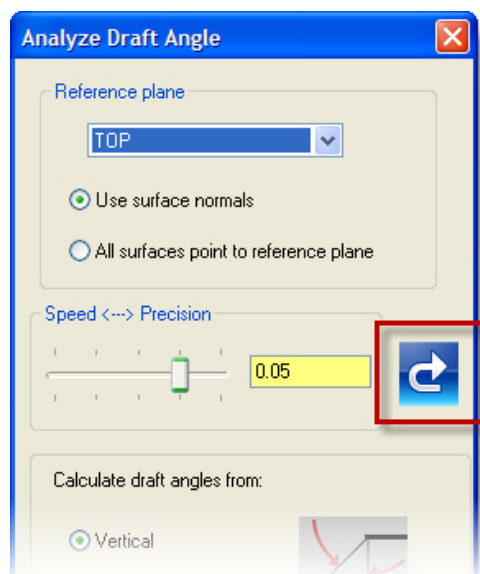 Analyze Draft Angle
Reference plane
TOP
Use surface normals
All surfaces point to reference plane
Speed <---> Precision
0.05
Calculate draft angles from:
Vertical